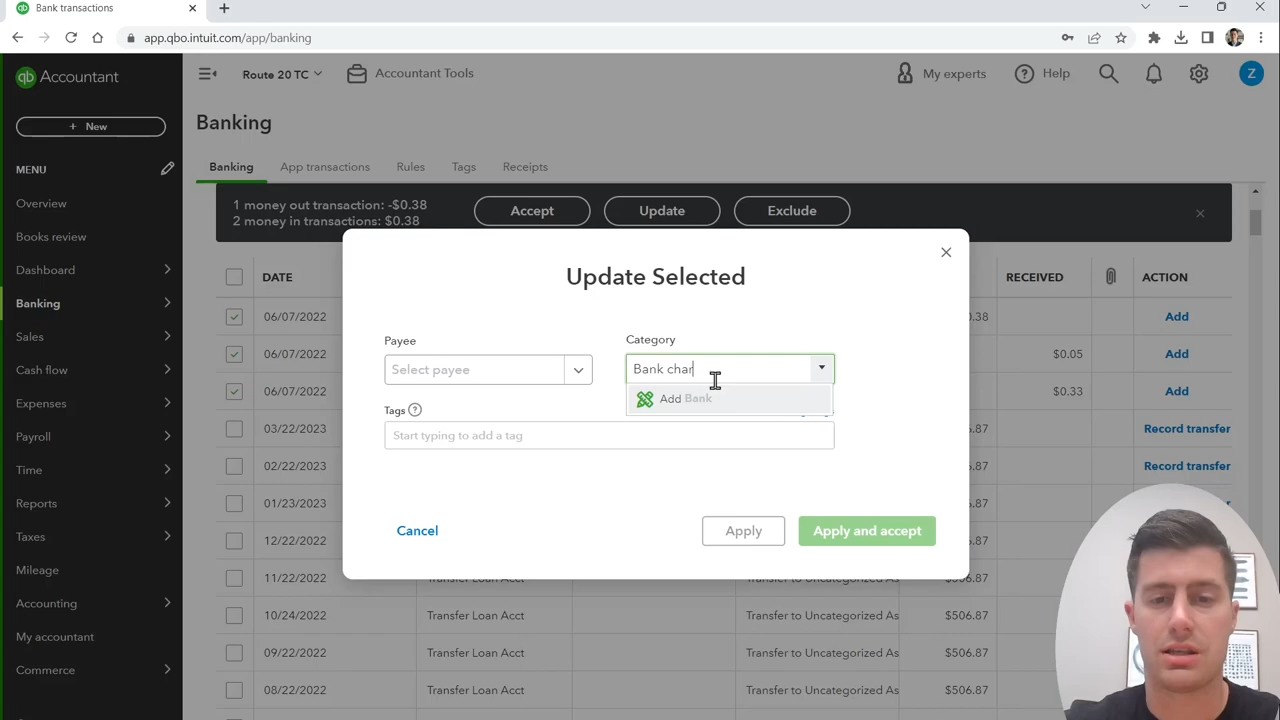 Bank transactions
app.qbo.intuit.com/app/banking
qb Accountant
Route 20 TC
Accountant Tools
My experts
Help
Z
+ New
Banking
MENU
Banking
App transactions
Rules
Tags
Receipts
Overview
Books review
Dashboard
Banking
Sales
Cash flow
Expenses
Payroll
Time
Reports
Taxes
Mileage
Accounting
My accountant
Commerce
1 money out transaction: -$0.38
2 money in transactions: $0.38
Accept
Update
Exclude
DATE
RECEIVED
ACTION
06/07/2022
0.38
Add
06/07/2022
$0.05
Add
06/07/2022
$0.33
Add
03/22/2023
.87
Record transfer
02/22/2023
.87
Record transfer
01/23/2023
.87
12/22/2022
.87
11/22/2022
Transfer Loan Acct
Transfer to Uncategorized As
$506.87
10/24/2022
Transfer Loan Acct
Transfer to Uncategorized As
$506.87
09/22/2022
Transfer Loan Acct
Transfer to Uncategorized As
$506.87
08/22/2022
Transfer Loan Acct
Transfer to Uncategorized As
$506.87
Update Selected
Payee
Select payee
Category
Bank char
Add Bank
Tags ?
Start typing to add a tag
Cancel
Apply
Apply and accept